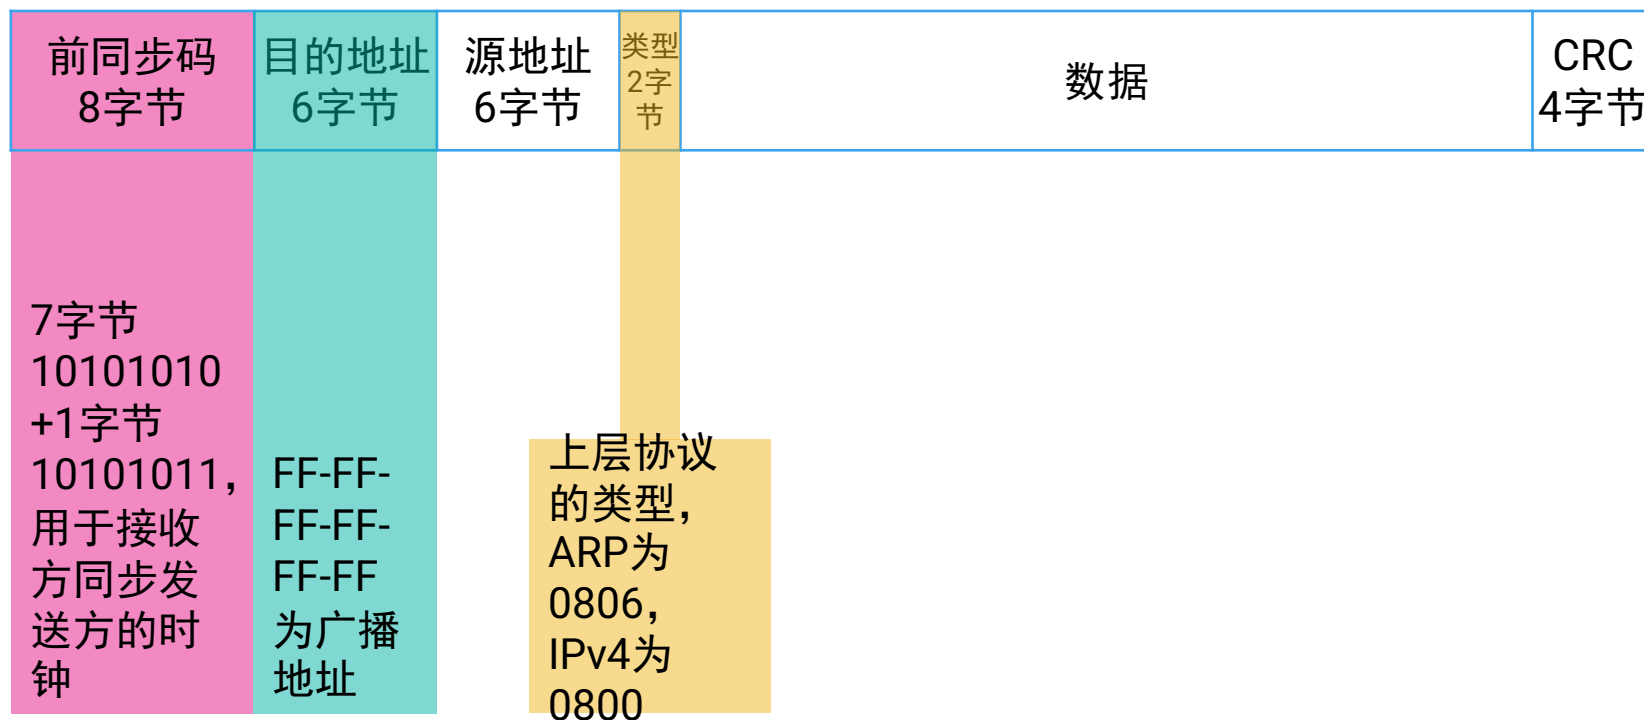 前同步码
8字节
目的地址
6字节
源地址
6字节
类型
2字
节
数据
CRC
4字节
7字节
10101010
+1字节
10101011，
用于接收
方同步发
送方的时
钟
FF-FF-
FF-FF-
FF-FF
为广播
地址
上层协议
的类型，
ARP为
0806，
IPv4为
0800